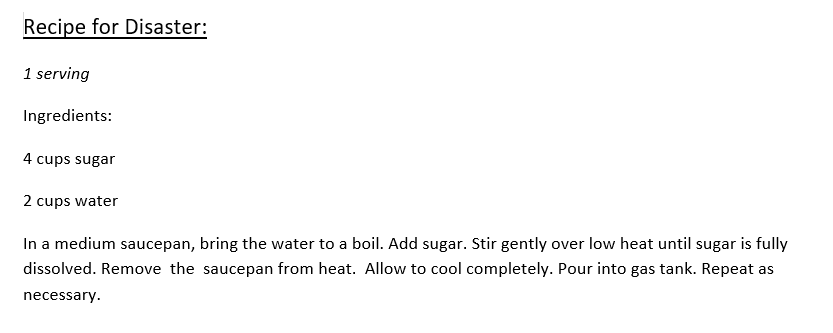 Recipe for Disaster:
1 serving
Ingredients:
4 cups sugar
2 cups water
In a medium saucepan, bring the water to a boil. Add sugar. Stir gently over low heat until sugar is fully
dissolved. Remove  the  saucepan from heat.  Allow to cool completely. Pour into gas tank. Repeat as
necessary.